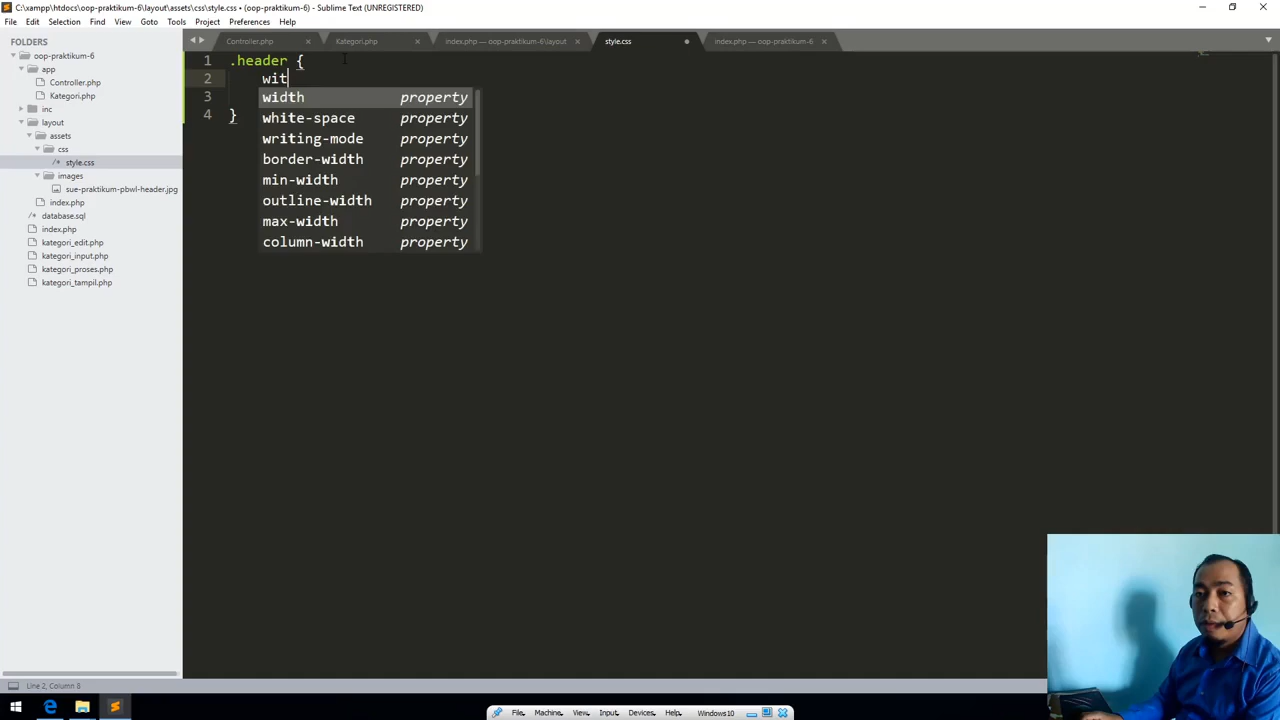 C:\xampp\htdocs\oop-praktikum-6\layout\assets\css\style.css • (oop-praktikum-6) - Sublime Text (UNREGISTERED)
File Edit Selection Find View Goto Tools Project Preferences Help
FOLDERS
oop-praktikum-6
app
Controller.php
Kategori.php
inc
layout
assets
css
/* style.css
images
sue-praktikum-pbwl-header.jpg
index.php
database.sql
index.php
kategori_edit.php
kategori_input.php
kategori_proses.php
kategori_tampil.php
Controller.php × Kategori.php × index.php — oop-praktikum-6\layout × style.css • index.php — oop-praktikum-6 ×
1 .header {
2 wit
3
4 }
width property
white-space property
writing-mode property
border-width property
min-width property
outline-width property
max-width property
column-width property
Line 2, Column 8
File Machine View Input Devices Help Windows10